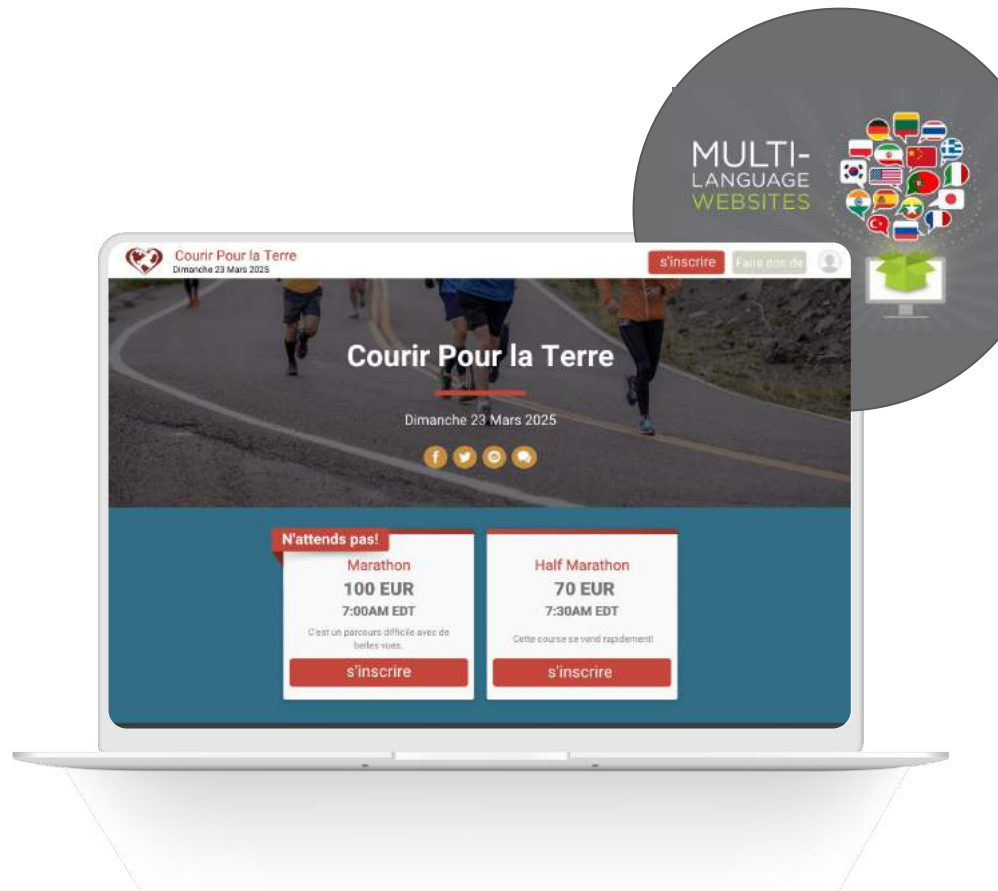 MULTI-
LANGUAGE
WEBSITES
Courir Pour la Terre
Dimanche 23 Mars 2025
s'inscrire
Faire don de
Courir Pour la Terre
Dimanche 23 Mars 2025
N'attends pas!
Marathon
100 EUR
7:00AM EDT
C'est un parcours difficile avec de
belles vues.
s'inscrire
Half Marathon
70 EUR
7:30AM EDT
Cette course se vend rapidement!
s'inscrire